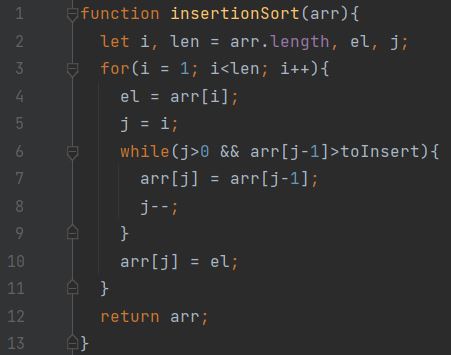 1 function insertionSort(arr){
2 let i, len = arr.length, el, j;
3 for(i = 1; i<len; i++){
4 el = arr[i];
5 j = i;
6 while(j>0 && arr[j-1]>toInsert){
7 arr[j] = arr[j-1];
8 j--;
9 }
10 arr[j] = el;
11 }
12 return arr;
13 }